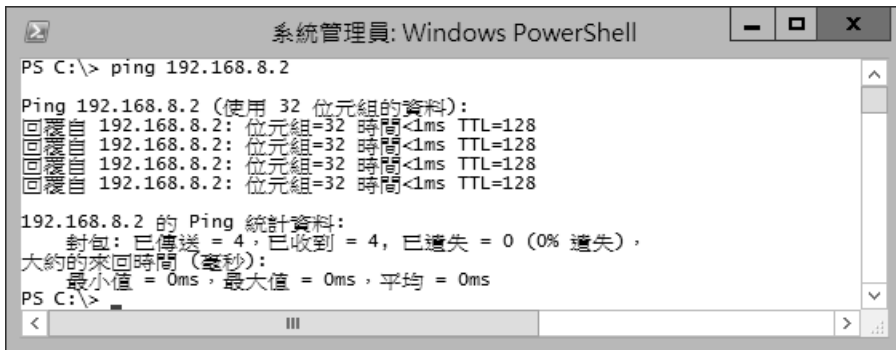 系統管理員: Windows PowerShell
PS C:\> ping 192.168.8.2
Ping 192.168.8.2 (使用 32 位元組的資料):
回覆自 192.168.8.2: 位元組=32 時間<1ms TTL=128
回覆自 192.168.8.2: 位元組=32 時間<1ms TTL=128
回覆自 192.168.8.2: 位元組=32 時間<1ms TTL=128
回覆自 192.168.8.2: 位元組=32 時間<1ms TTL=128
192.168.8.2 的 Ping 統計資料:
封包: 已傳送 = 4，已收到 = 4, 已遺失 = 0 (0% 遺失)，
大約的來回時間 (毫秒):
最小值 = 0ms，最大值 = 0ms，平均 = 0ms
PS C:\> _